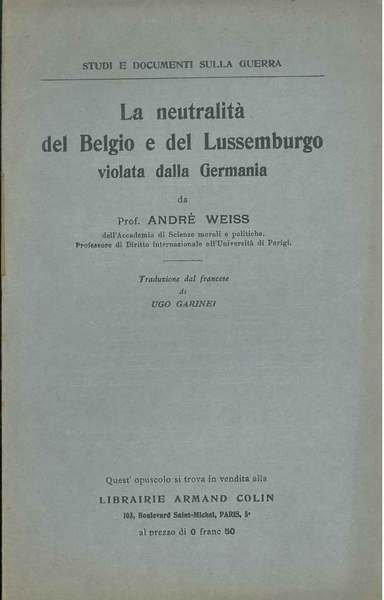 STUDI E DOCUMENTI SULLA GUERRA
La neutralità
del Belgio e del Lussemburgo
violata dalla Germania
da
Prof. ANDRÉ WEISS
dell'Accademia di Scienze morali e politiche.
Professore di Diritto internazionale all'Università di Parigi.
Traduzione dal francese
di
UGO GARINEI
Quest' opuscolo si trova in vendita alla
LIBRAIRIE ARMAND COLIN
103, Boulevard Saint-Michel, PARIS, 5e
al prezzo di 0 franc 50